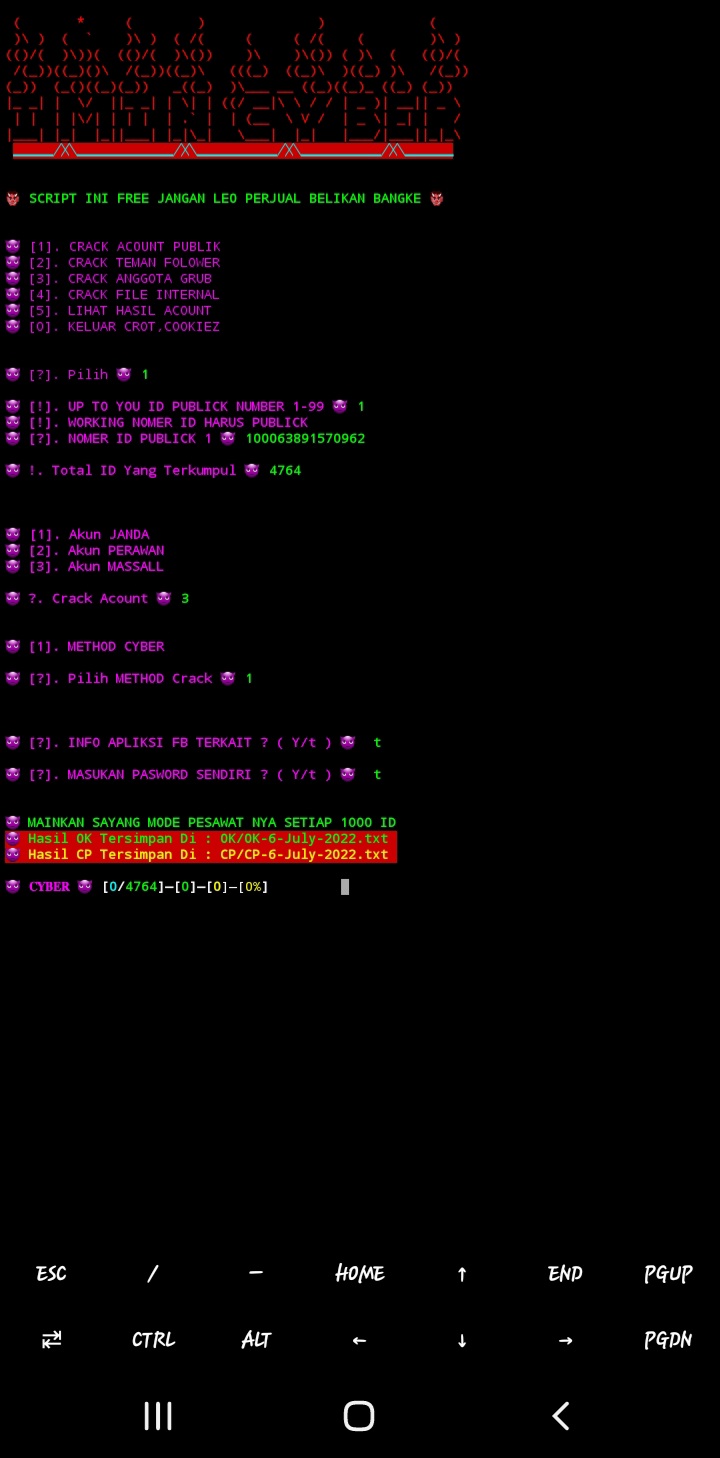 SCRIPT INI FREE JANGAN LEO PERJUAL BELIKAN BANGKE
[1]. CRACK ACOUNT PUBLIK
[2]. CRACK TEMAN FOLOWER
[3]. CRACK ANGGOTA GRUB
[4]. CRACK FILE INTERNAL
[5]. LIHAT HASIL ACOUNT
[0]. KELUAR CROT,COOKIEZ
[?]. Pilih 1
[!]. UP TO YOU ID PUBLICK NUMBER 1-99 1
[!]. WORKING NOMER ID HARUS PUBLICK
[?]. NOMER ID PUBLICK 1 100063891570962
!. Total ID Yang Terkumpul 4764
[1]. Akun JANDA
[2]. Akun PERAWAN
[3]. Akun MASSALL
?. Crack Acount 3
[1]. METHOD CYBER
[?]. Pilih METHOD Crack 1
[?]. INFO APLIKSI FB TERKAIT ? ( Y/t ) t
[?]. MASUKAN PASWORD SENDIRI ? ( Y/t ) t
MAINKAN SAYANG MODE PESAWAT NYA SETIAP 1000 ID
Hasil OK Tersimpan Di : OK/OK-6-July-2022.txt
Hasil CP Tersimpan Di : CP/CP-6-July-2022.txt
CYBER [0/4764]—[0]—[0]—[0%]
ESC / — HOME ↑ END PGUP
CTRL ALT ← ↓ → PGDN